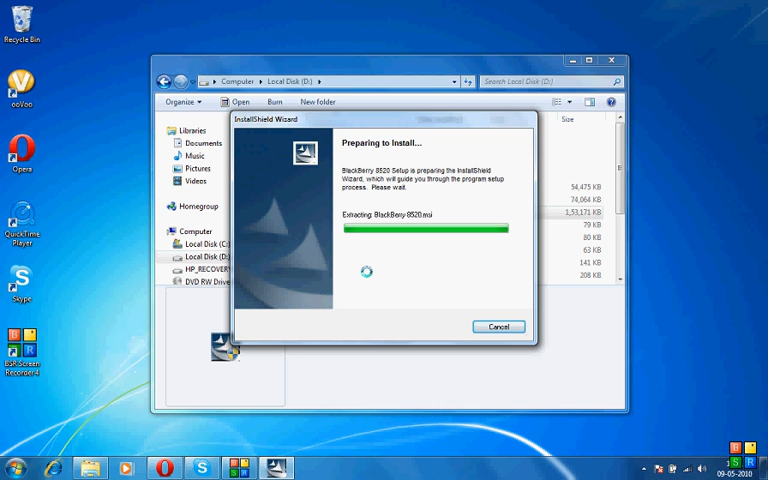 Recycle Bin
ooVoo
Opera
QuickTime
Player
Skype
BSR Screen
Recorder 4
Computer
Local Disk (D:)
Search Local Disk (D:)
Organize
Open
Burn
New folder
Size
Libraries
Documents
Music
Pictures
Videos
Homegroup
Computer
Local Disk (C:
Local Disk (D:
HP_RECOVERY
DVD RW Drive
54,475 KB
74,064 KB
1,53,171 KB
79 KB
80 KB
63 KB
141 KB
208 KB
InstallShield Wizard
Preparing to Install...
BlackBerry 8520 Setup is preparing the InstallShield
Wizard, which will guide you through the program setup
process. Please wait.
Extracting: BlackBerry 8520.msi
Cancel
B
S R
09-05-2010